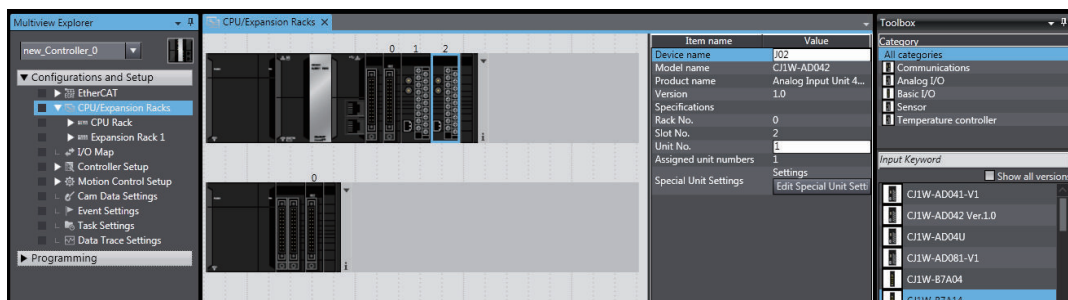 Multiview Explorer
new_Controller_0
Configurations and Setup
EtherCAT
CPU/Expansion Racks
CPU Rack
Expansion Rack 1
I/O Map
Controller Setup
Motion Control Setup
Cam Data Settings
Event Settings
Task Settings
Data Trace Settings
Programming
CPU/Expansion Racks X
0 1 2
0
Item name Value
Device name J02
Model name CJ1W-AD042
Product name Analog Input Unit 4...
Version 1.0
Specifications
Rack No. 0
Slot No. 2
Unit No. 1
Assigned unit numbers 1
Special Unit Settings Settings
Edit Special Unit Setti
Toolbox
Category
All categories
Communications
Analog I/O
Basic I/O
Sensor
Temperature controller
Input Keyword
Show all versions
CJ1W-AD041-V1
CJ1W-AD042 Ver.1.0
CJ1W-AD04U
CJ1W-AD081-V1
CJ1W-B7A04
CJ1W-B7A14